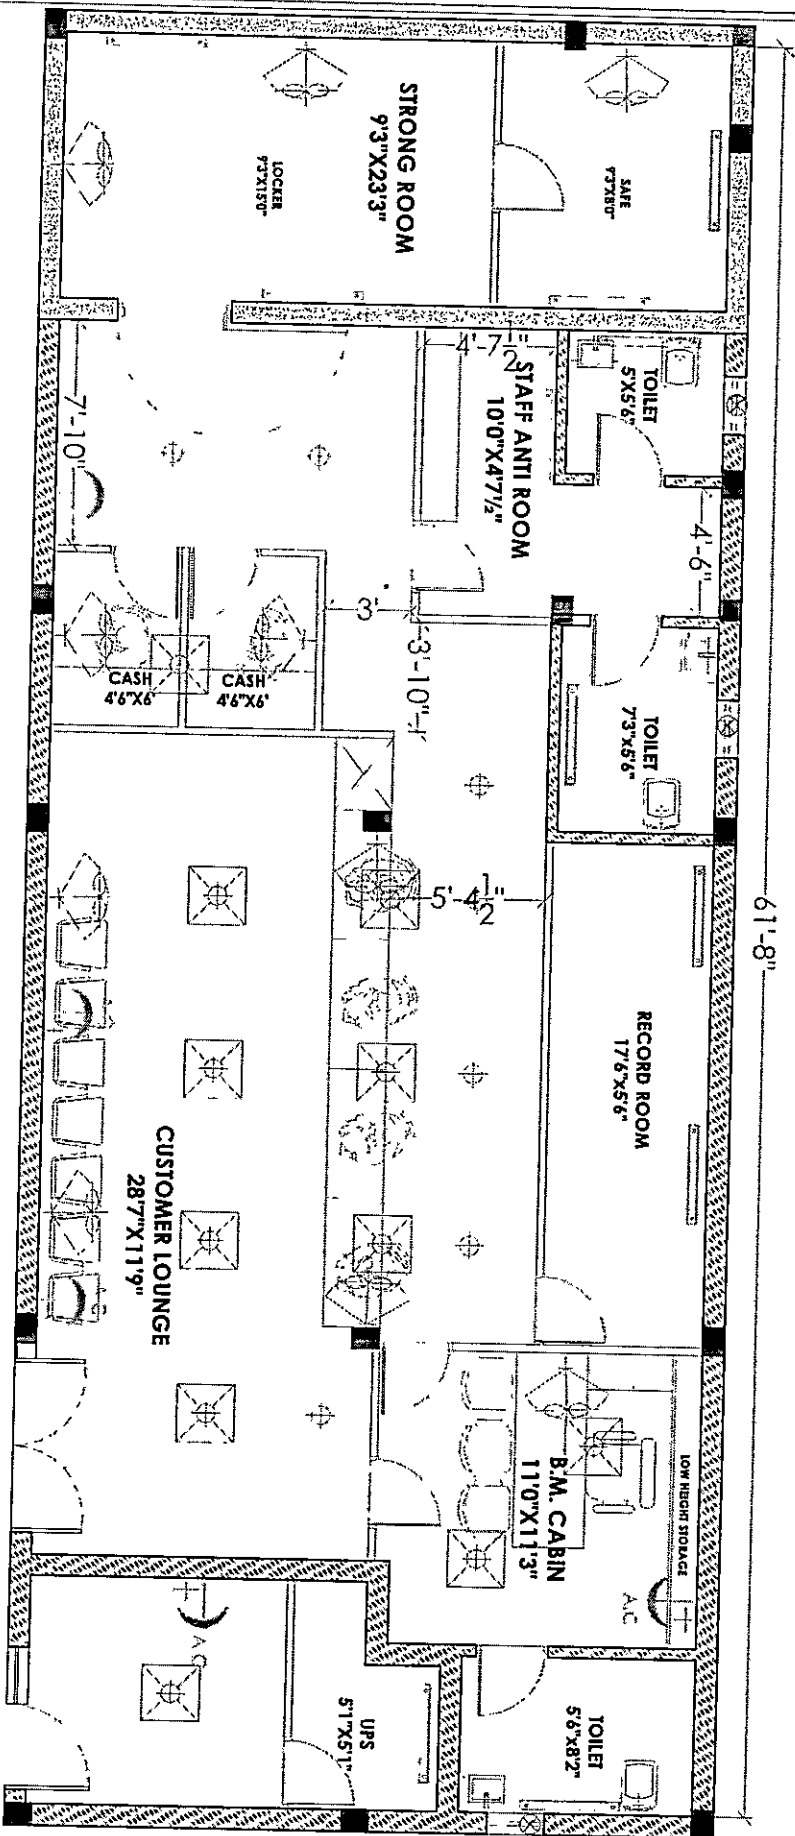 STRONG ROOM
9'3"X23'3"
SAFE
9'3"X8'0"
LOCKER
9'3"X15'0"
4'-7½"
STAFF ANTI ROOM
10'0"X4'7½"
TOILET
5'X5'6"
7'-10"
4'-6"
3'
3'-10"
CASH
4'6"X6'
CASH
4'6"X6'
TOILET
7'3"x5'6"
5'-4½"
61'-8"
RECORD ROOM
17'6"x5'6"
CUSTOMER LOUNGE
28'7"X11'9"
B.M. CABIN
11'0"X11'3"
LOW HEIGHT STORAGE
A.C
A.C
UPS
5'1"X5'1"
TOILET
5'6"x8'2"